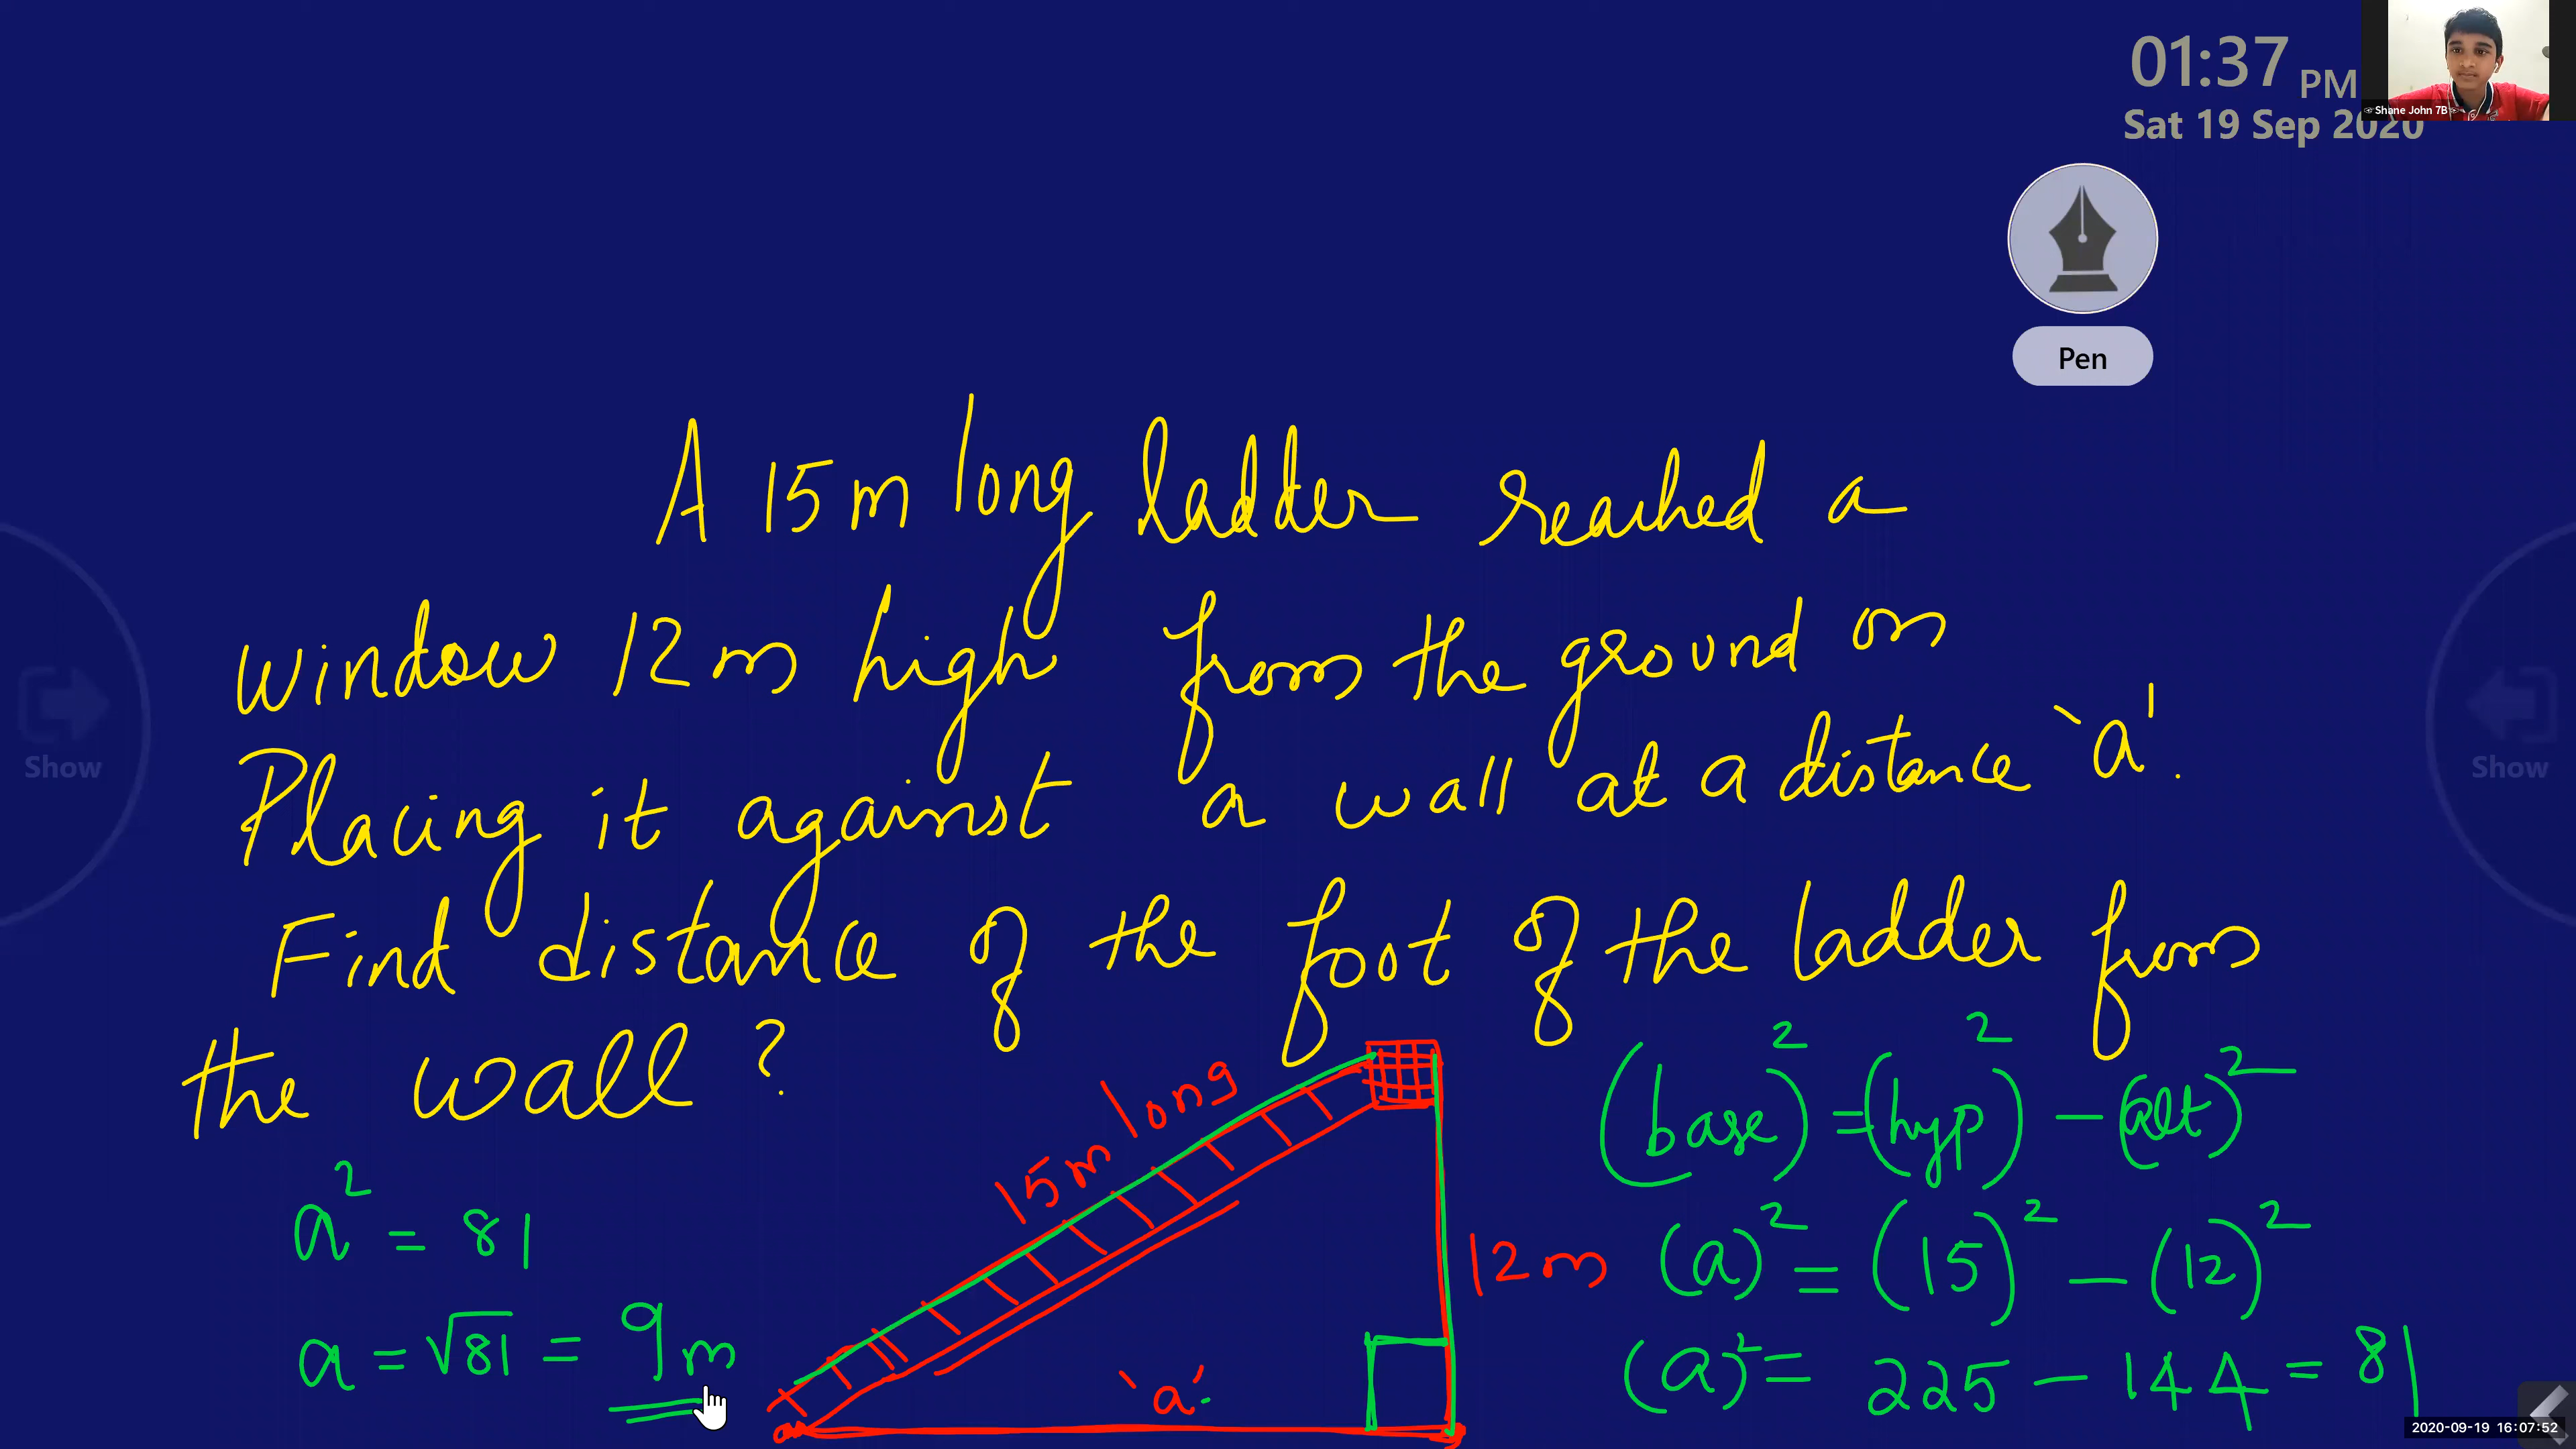 01:37 PM
Sat 19 Sep 2020
Shane John 7B
Pen
A 15m long ladder reached a
window 12m high from the ground on
Placing it against a wall at a distance 'a'.
Find distance of the foot of the ladder from
the wall?
Show
Show
15m long
12m
'a'
(base)² = (hyp)² - (alt)²
(a)² = (15)² - (12)²
(a)² = 225 - 144 = 81
a² = 81
a = √81 = 9m
2020-09-19 16:07:52